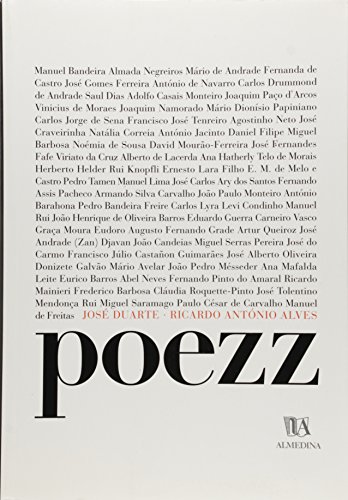 Manuel Bandeira Almada Negreiros Mário de Andrade Fernanda de
Castro José Gomes Ferreira António de Navarro Carlos Drummond
de Andrade Saul Dias Adolfo Casais Monteiro Joaquim Paço d'Arcos
Vinicius de Moraes Joaquim Namorado Mário Dionísio Papiniano
Carlos Jorge de Sena Francisco José Tenreiro Agostinho Neto José
Craveirinha Natália Correia António Jacinto Daniel Filipe Miguel
Barbosa Noémia de Sousa David Mourão-Ferreira José Fernandes
Fafe Viriato da Cruz Alberto de Lacerda Ana Hatherly Telo de Morais
Herberto Helder Rui Knopfli Ernesto Lara Filho E. M. de Melo e
Castro Pedro Tamen Manuel Lima José Carlos Ary dos Santos Fernando
Assis Pacheco Armando Silva Carvalho João Paulo Monteiro António
Barahona Pedro Bandeira Freire Carlos Lyra Levi Condinho Manuel
Rui João Henrique de Oliveira Barros Eduardo Guerra Carneiro Vasco
Graça Moura Eudoro Augusto Fernando Grade Artur Queiroz José
Andrade (Zan) Djavan João Candeias Miguel Serras Pereira José do
Carmo Francisco Júlio Castañon Guimarães José Alberto Oliveira
Donizete Galvão Mário Avelar João Pedro Mésseder Ana Mafalda
Leite Eurico Barros Abel Neves Fernando Pinto do Amaral Ricardo
Mainieri Frederico Barbosa Cláudia Roquette-Pinto José Tolentino
Mendonça Rui Miguel Saramago Paulo César de Carvalho Manuel
de Freitas JOSÉ DUARTE · RICARDO ANTÓNIO ALVES
poezz
ALMEDINA